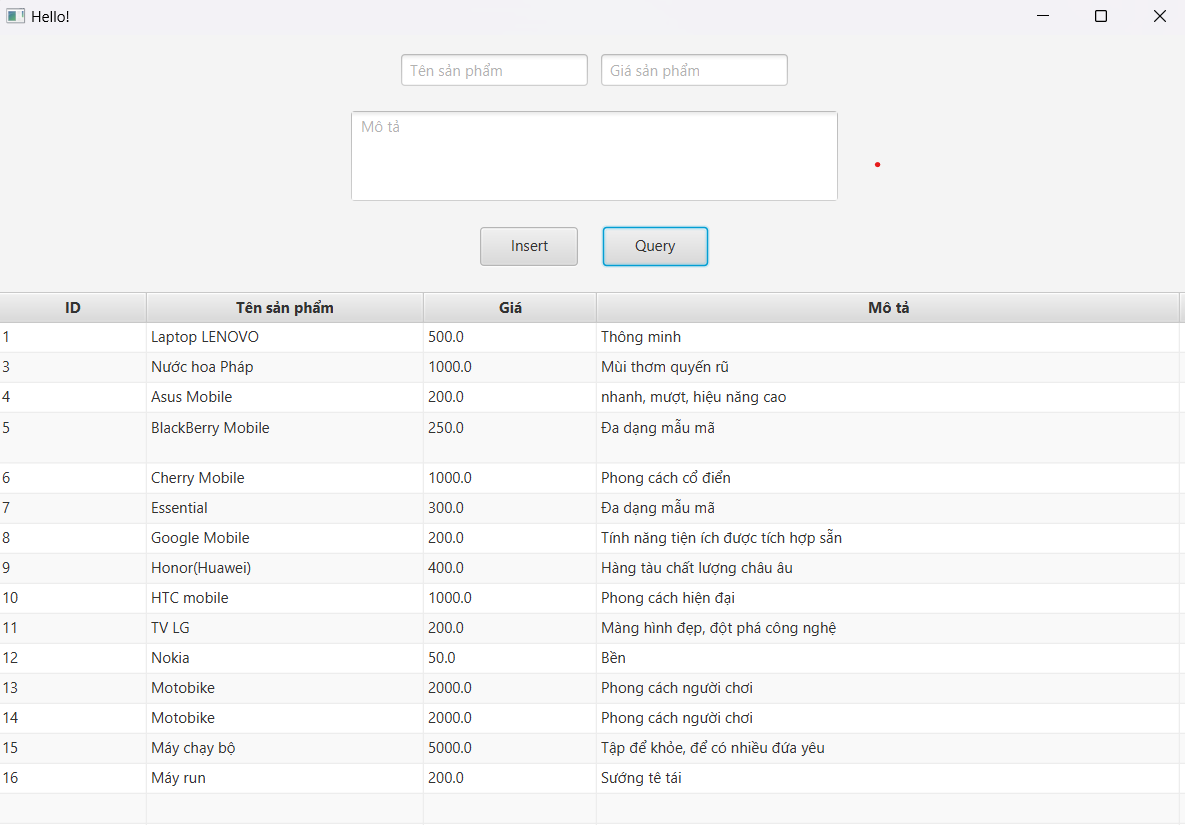 Hello!
Tên sản phẩm Giá sản phẩm
Mô tả
Insert Query
ID Tên sản phẩm Giá Mô tả
1 Laptop LENOVO 500.0 Thông minh
3 Nước hoa Pháp 1000.0 Mùi thơm quyến rũ
4 Asus Mobile 200.0 nhanh, mượt, hiệu năng cao
5 BlackBerry Mobile 250.0 Đa dạng mẫu mã
6 Cherry Mobile 1000.0 Phong cách cổ điển
7 Essential 300.0 Đa dạng mẫu mã
8 Google Mobile 200.0 Tính năng tiện ích được tích hợp sẵn
9 Honor(Huawei) 400.0 Hàng tàu chất lượng châu âu
10 HTC mobile 1000.0 Phong cách hiện đại
11 TV LG 200.0 Màng hình đẹp, đột phá công nghệ
12 Nokia 50.0 Bền
13 Motobike 2000.0 Phong cách người chơi
14 Motobike 2000.0 Phong cách người chơi
15 Máy chạy bộ 5000.0 Tập để khỏe, để có nhiều đứa yêu
16 Máy run 200.0 Sướng tê tái